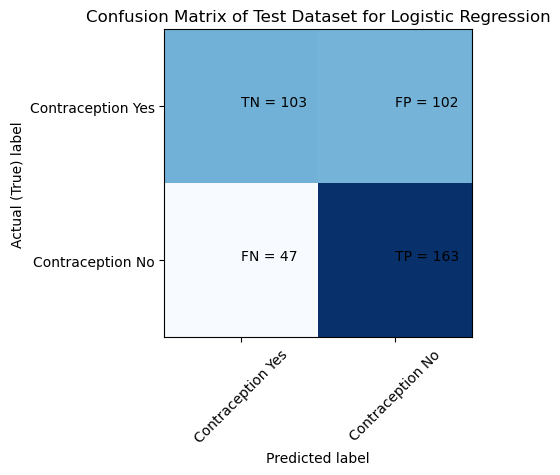 Confusion Matrix of Test Dataset for Logistic Regression
Actual (True) label
Contraception Yes
TN = 103
FP = 102
Contraception No
FN = 47
TP = 163
Contraception Yes
Contraception No
Predicted label